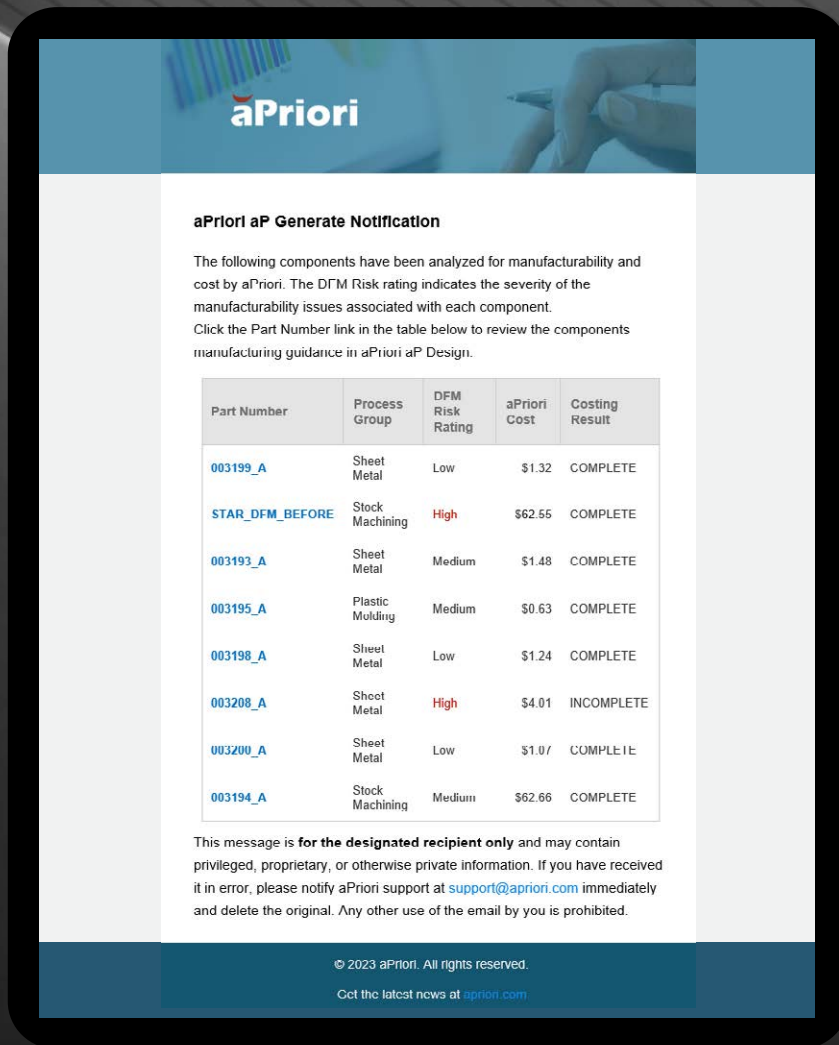 aPriori
aPriori aP Generate Notification
The following components have been analyzed for manufacturability and
cost by aPriori. The DFM Risk rating indicates the severity of the
manufacturability issues associated with each component.
Click the Part Number link in the table below to review the components
manufacturing guidance in aPriori aP Design.
Part Number Process Group DFM Risk Rating aPriori Cost Costing Result
003199_A Sheet Metal Low $1.32 COMPLETE
STAR_DFM_BEFORE Stock Machining High $62.55 COMPLETE
003193_A Sheet Metal Medium $1.48 COMPLETE
003195_A Plastic Molding Medium $0.63 COMPLETE
003198_A Sheet Metal Low $1.24 COMPLETE
003208_A Sheet Metal High $4.01 INCOMPLETE
003200_A Sheet Metal Low $1.07 COMPLETE
003194_A Stock Machining Medium $62.66 COMPLETE
This message is for the designated recipient only and may contain
privileged, proprietary, or otherwise private information. If you have received
it in error, please notify aPriori support at support@apriori.com immediately
and delete the original. Any other use of the email by you is prohibited.
© 2023 aPriori. All rights reserved.
Get the latest news at apriori.com